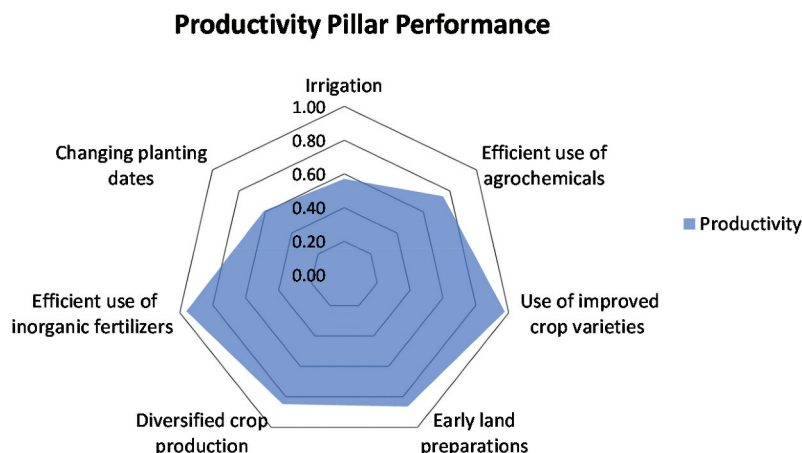 Productivity Pillar Performance
Irrigation
1.00
0.80
0.60
0.40
0.20
0.00
Efficient use of
agrochemicals
Use of improved
crop varieties
Early land
preparations
Diversified crop
production
Efficient use of
inorganic fertilizers
Changing planting
dates
Productivity